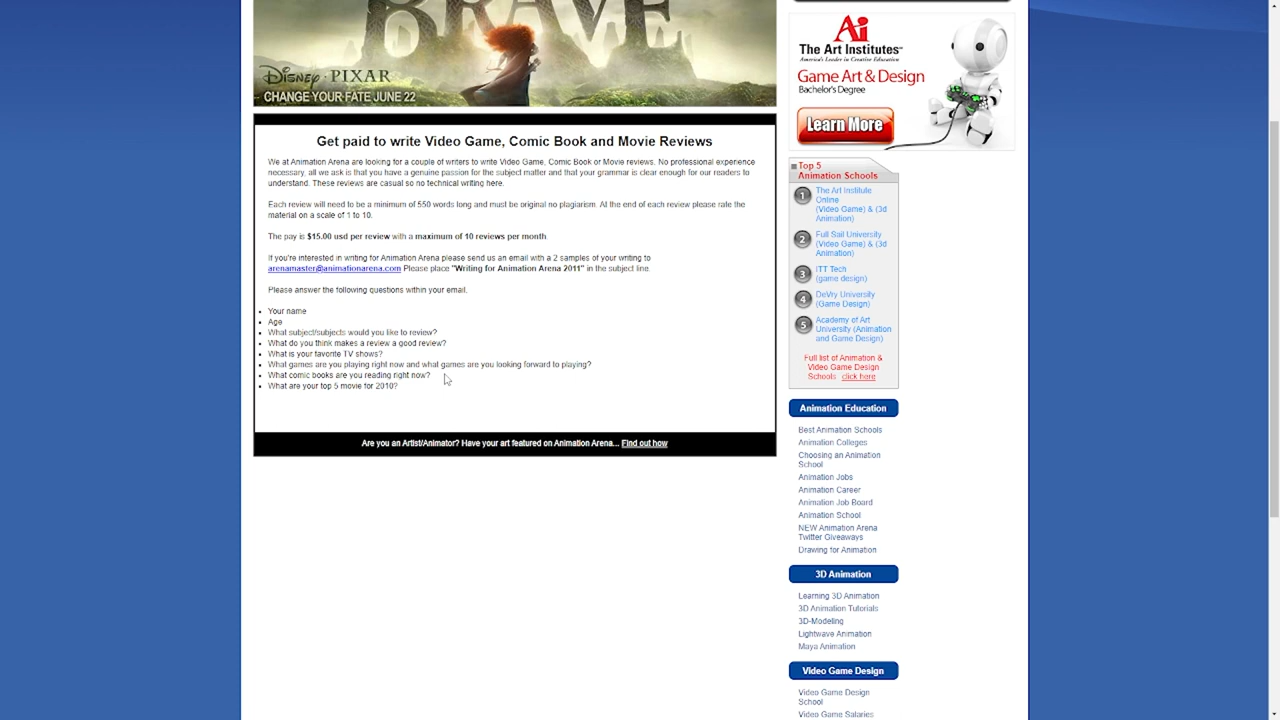 BRAVE
DISNEY · PIXAR
CHANGE YOUR FATE JUNE 22
Get paid to write Video Game, Comic Book and Movie Reviews
We at Animation Arena are looking for a couple of writers to write Video Game, Comic Book or Movie reviews. No professional experience
necessary, all we ask is that you have a genuine passion for the subject matter and that your grammar is clear enough for our readers to
understand. These reviews are casual so no technical writing here.
Each review will need to be a minimum of 550 words long and must be original no plagiarism. At the end of each review please rate the
material on a scale of 1 to 10.
The pay is $15.00 usd per review with a maximum of 10 reviews per month.
If you're interested in writing for Animation Arena please send us an email with a 2 samples of your writing to
arenamaster@animationarena.com Please place "Writing for Animation Arena 2011" in the subject line.
Please answer the following questions within your email.
Your name
Age
What subject/subjects would you like to review?
What do you think makes a review a good review?
What is your favorite TV shows?
What games are you playing right now and what games are you looking forward to playing?
What comic books are you reading right now?
What are your top 5 movie for 2010?
Are you an Artist/Animator? Have your art featured on Animation Arena... Find out how
Ai
The Art Institutes
America's Leader in Creative Education
Game Art & Design
Bachelor's Degree
Learn More
Top 5
Animation Schools
1 The Art Institute
Online
(Video Game) & (3d
Animation)
2 Full Sail University
(Video Game) & (3d
Animation)
3 ITT Tech
(game design)
4 DeVry University
(Game Design)
5 Academy of Art
University (Animation
and Game Design)
Full list of Animation &
Video Game Design
Schools click here
Animation Education
Best Animation Schools
Animation Colleges
Choosing an Animation
School
Animation Jobs
Animation Career
Animation Job Board
Animation School
NEW Animation Arena
Twitter Giveaways
Drawing for Animation
3D Animation
Learning 3D Animation
3D Animation Tutorials
3D-Modeling
Lightwave Animation
Maya Animation
Video Game Design
Video Game Design
School
Video Game Salaries